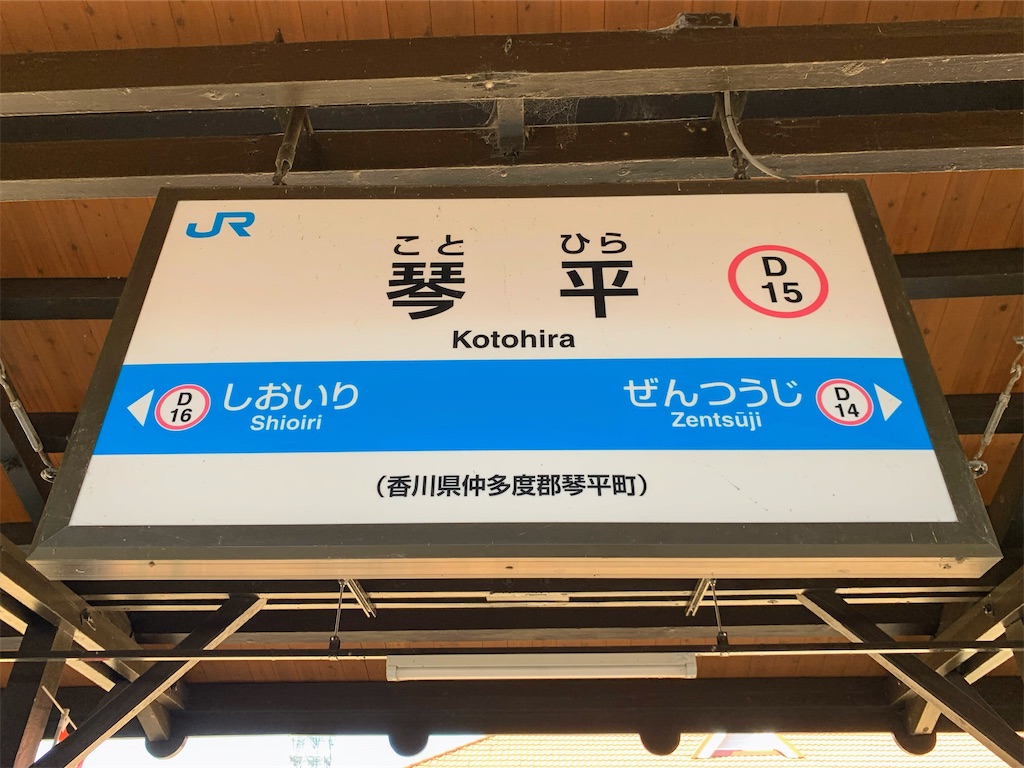 JR
こと ひら
琴 平
Kotohira
D
15
D
16
しおいり
Shioiri
ぜんつうじ
Zentsūji
D
14
(香川県仲多度郡琴平町)